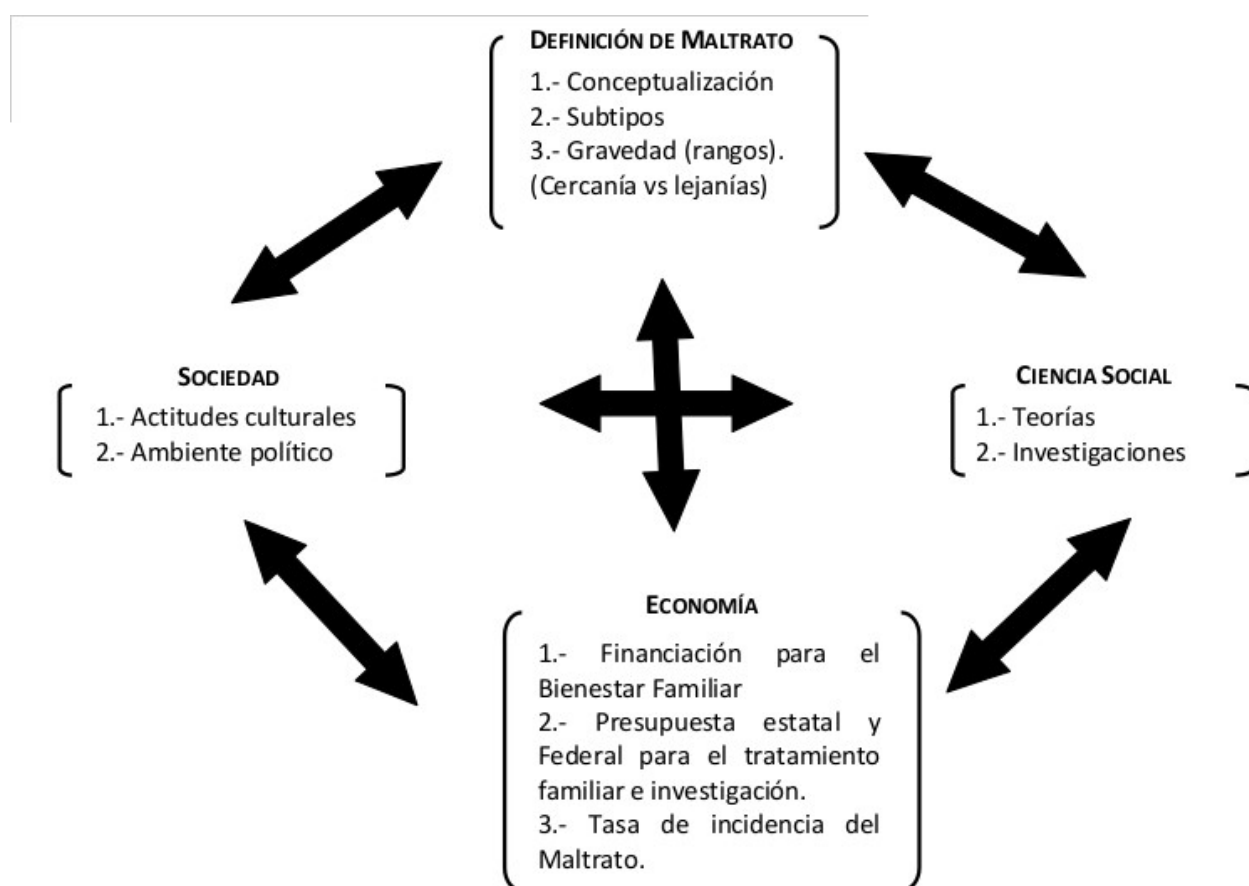 DEFINICIÓN DE MALTRATO
1.- Conceptualización
2.- Subtipos
3.- Gravedad (rangos).
(Cercanía vs lejanías)
SOCIEDAD
1.- Actitudes culturales
2.- Ambiente político
CIENCIA SOCIAL
1.- Teorías
2.- Investigaciones
ECONOMÍA
1.- Financiación para el
Bienestar Familiar
2.- Presupuesta estatal y
Federal para el tratamiento
familiar e investigación.
3.- Tasa de incidencia del
Maltrato.